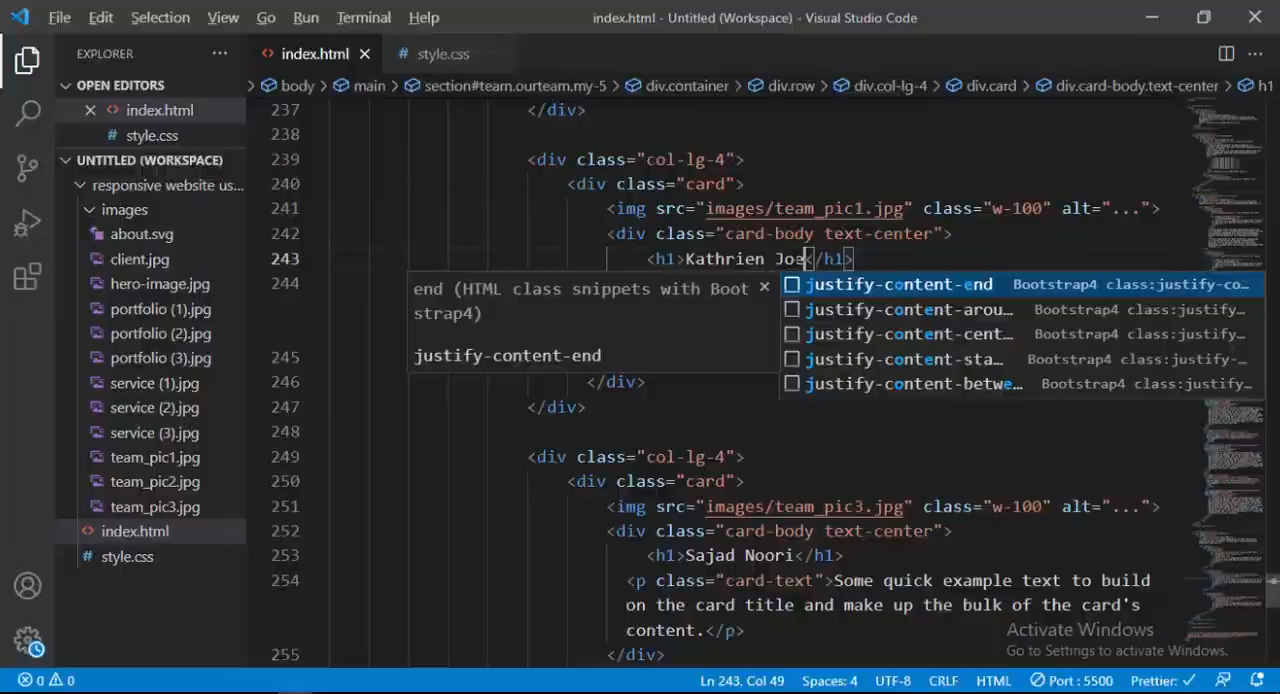 File Edit Selection View Go Run Terminal Help index.html - Untitled (Workspace) - Visual Studio Code
EXPLORER ··· <> index.html × # style.css ···
OPEN EDITORS
× <> index.html
# style.css
UNTITLED (WORKSPACE)
responsive website us...
images
about.svg
client.jpg
hero-image.jpg
portfolio (1).jpg
portfolio (2).jpg
portfolio (3).jpg
service (1).jpg
service (2).jpg
service (3).jpg
team_pic1.jpg
team_pic2.jpg
team_pic3.jpg
<> index.html
# style.css
> body > main > section#team.ourteam.my-5 > div.container > div.row > div.col-lg-4 > div.card > div.card-body.text-center > h1
237 </div>
238
239 <div class="col-lg-4">
240 <div class="card">
241 <img src="images/team_pic1.jpg" class="w-100" alt="...">
242 <div class="card-body text-center">
243 <h1>Kathrien Joe</h1>
244
end (HTML class snippets with Boot ×
strap4)
justify-content-end
justify-content-end Bootstrap4 class:justify-co…
justify-content-arou… Bootstrap4 class:justify…
justify-content-cent… Bootstrap4 class:justify…
justify-content-sta… Bootstrap4 class:justify-…
justify-content-betwe… Bootstrap4 class:justify…
245
246 </div>
247 </div>
248
249 <div class="col-lg-4">
250 <div class="card">
251 <img src="images/team_pic3.jpg" class="w-100" alt="...">
252 <div class="card-body text-center">
253 <h1>Sajad Noori</h1>
254 <p class="card-text">Some quick example text to build
on the card title and make up the bulk of the card's
content.</p>
255 </div>
Activate Windows
Go to Settings to activate Windows.
0 0 Ln 243, Col 49 Spaces: 4 UTF-8 CRLF HTML Port : 5500 Prettier: ✓